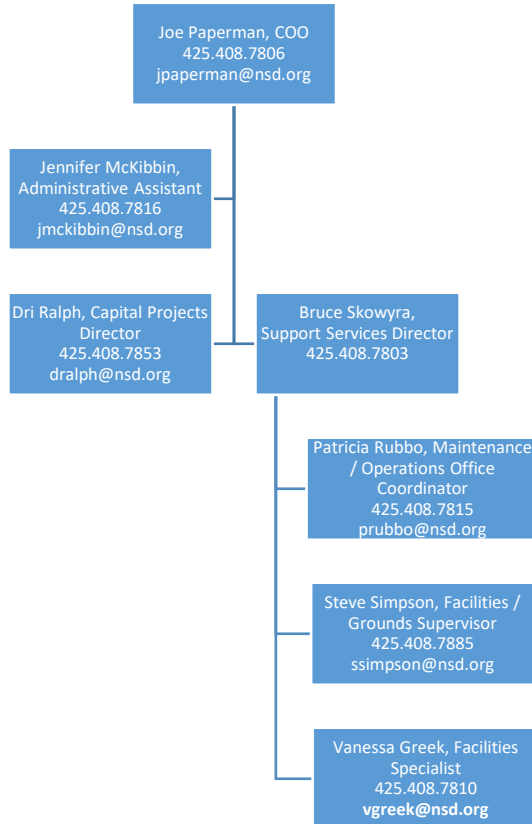 Joe Paperman, COO
425.408.7806
jpaperman@nsd.org
Jennifer McKibbin,
Administrative Assistant
425.408.7816
jmckibbin@nsd.org
Dri Ralph, Capital Projects
Director
425.408.7853
dralph@nsd.org
Bruce Skowyra,
Support Services Director
425.408.7803
Patricia Rubbo, Maintenance
/ Operations Office
Coordinator
425.408.7815
prubbo@nsd.org
Steve Simpson, Facilities /
Grounds Supervisor
425.408.7885
ssimpson@nsd.org
Vanessa Greek, Facilities
Specialist
425.408.7810
vgreek@nsd.org